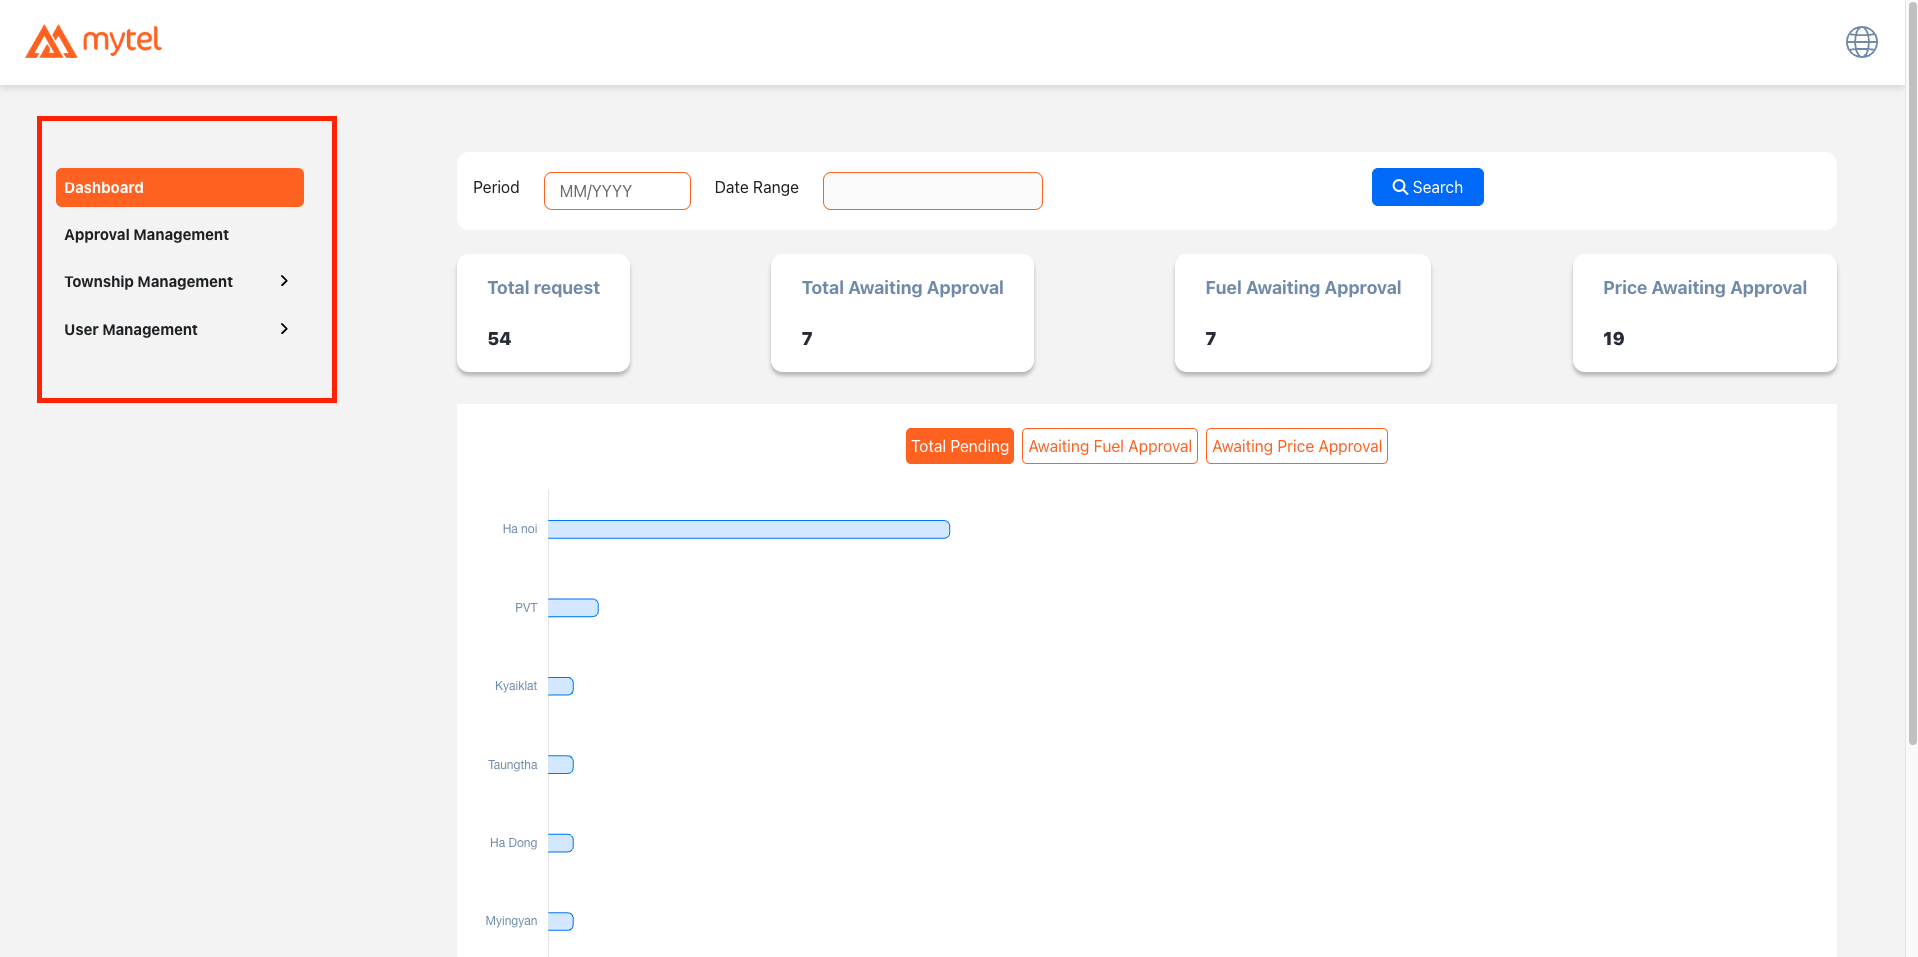 mytel
Dashboard
Approval Management
Township Management
User Management
Period MM/YYYY Date Range Search
Total request
54
Total Awaiting Approval
7
Fuel Awaiting Approval
7
Price Awaiting Approval
19
Total Pending Awaiting Fuel Approval Awaiting Price Approval
Ha noi
PVT
Kyaiklat
Taungtha
Ha Dong
Myingyan